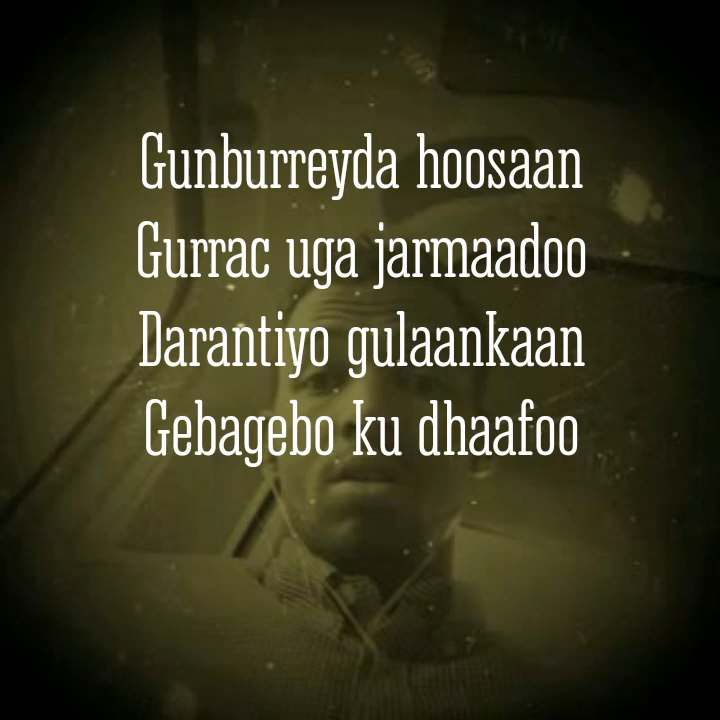 Gunburreyda hoosaan
Gurrac uga jarmaadoo
Darantiyo gulaankaan
Gebagebo ku dhaafoo